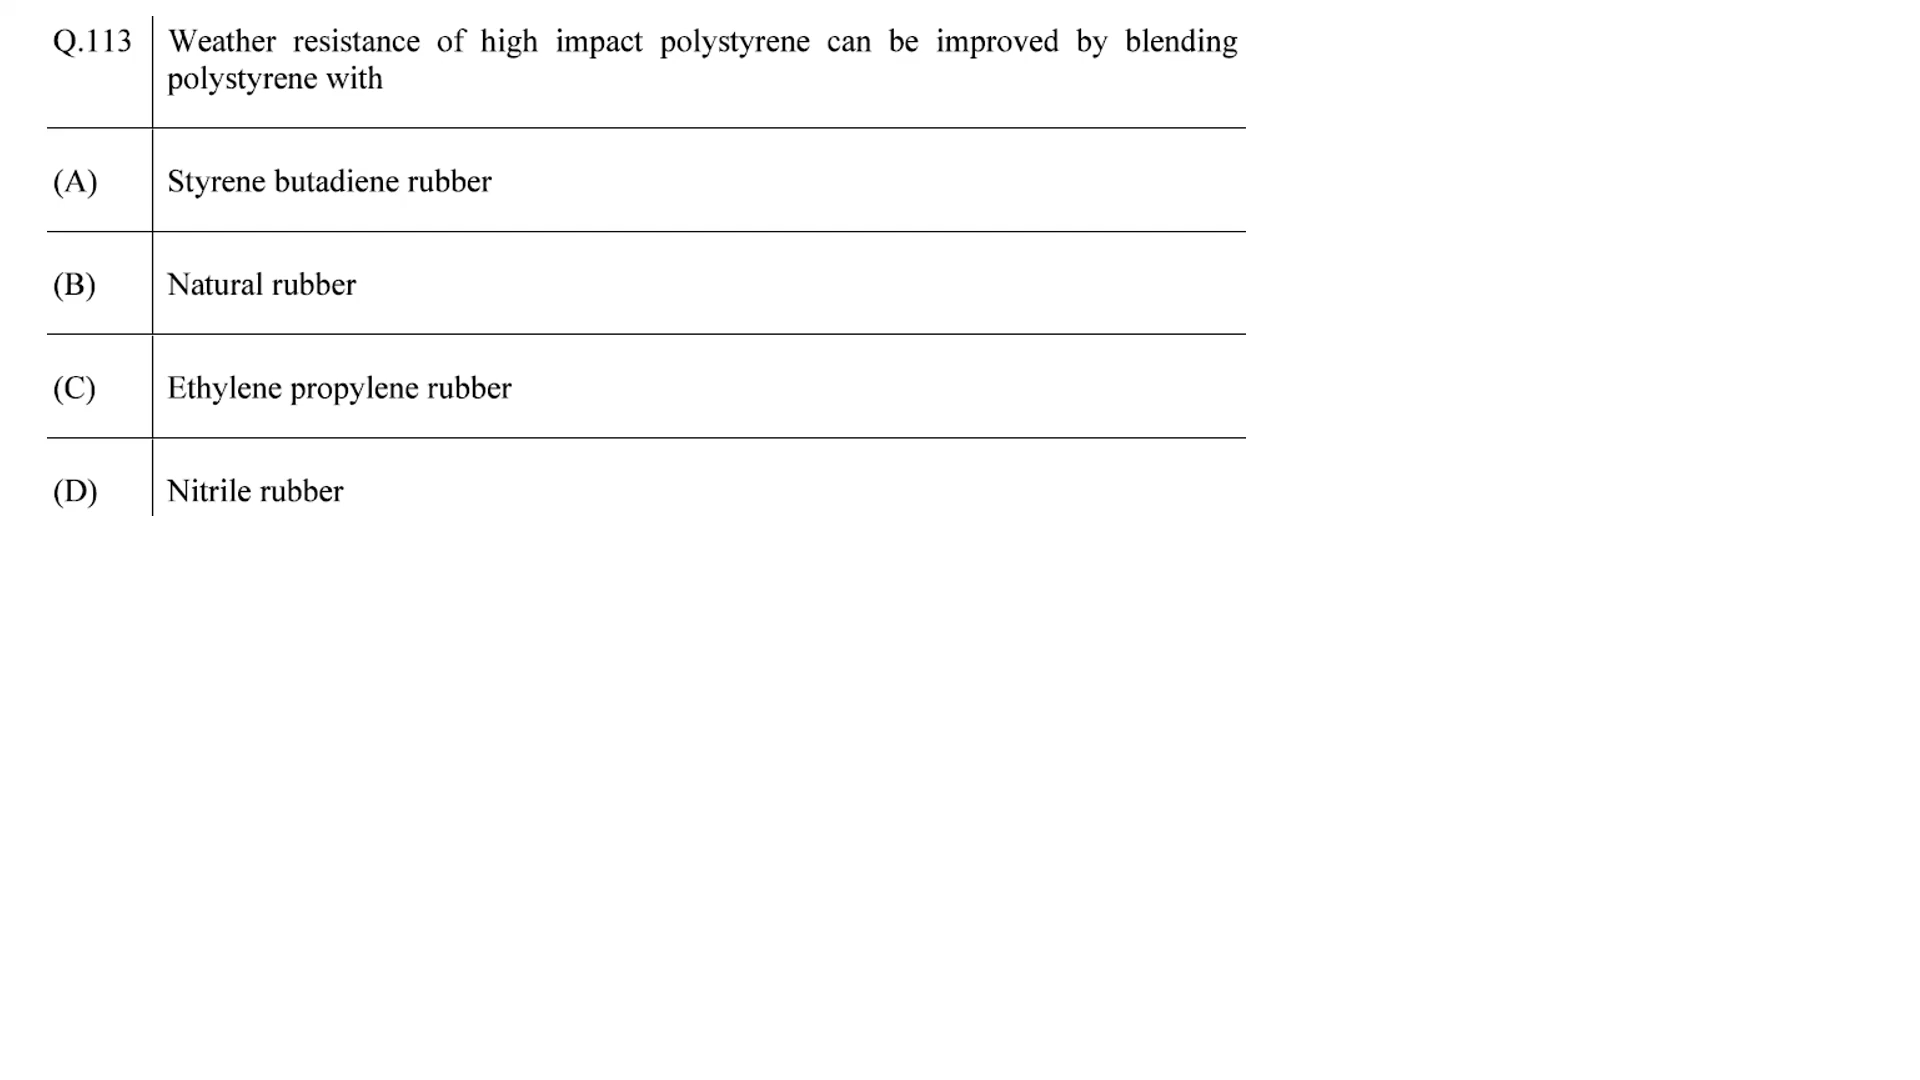 Q.113 Weather resistance of high impact polystyrene can be improved by blending
polystyrene with
(A) Styrene butadiene rubber
(B) Natural rubber
(C) Ethylene propylene rubber
(D) Nitrile rubber